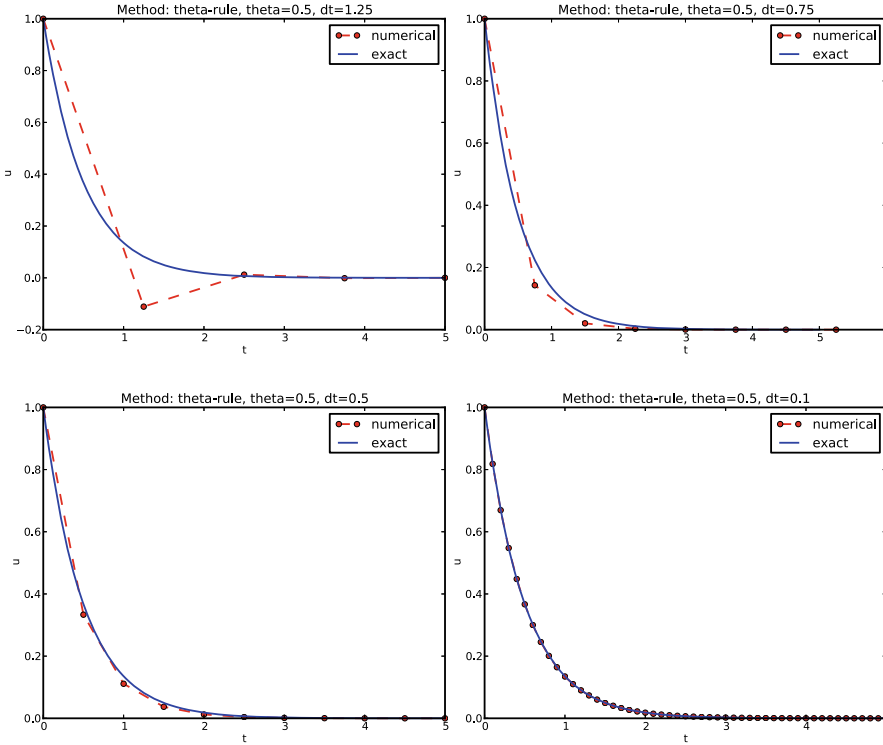 Method: theta-rule, theta=0.5, dt=1.25
numerical
exact
1.0
0.8
0.6
0.4
0.2
0.0
−0.2
u
0 1 2 3 4 5
t
Method: theta-rule, theta=0.5, dt=0.75
numerical
exact
1.0
0.8
0.6
0.4
0.2
0.0
u
0 1 2 3 4 5
t
Method: theta-rule, theta=0.5, dt=0.5
numerical
exact
1.0
0.8
0.6
0.4
0.2
0.0
u
0 1 2 3 4 5
t
Method: theta-rule, theta=0.5, dt=0.1
numerical
exact
1.0
0.8
0.6
0.4
0.2
0.0
u
0 1 2 3 4
t